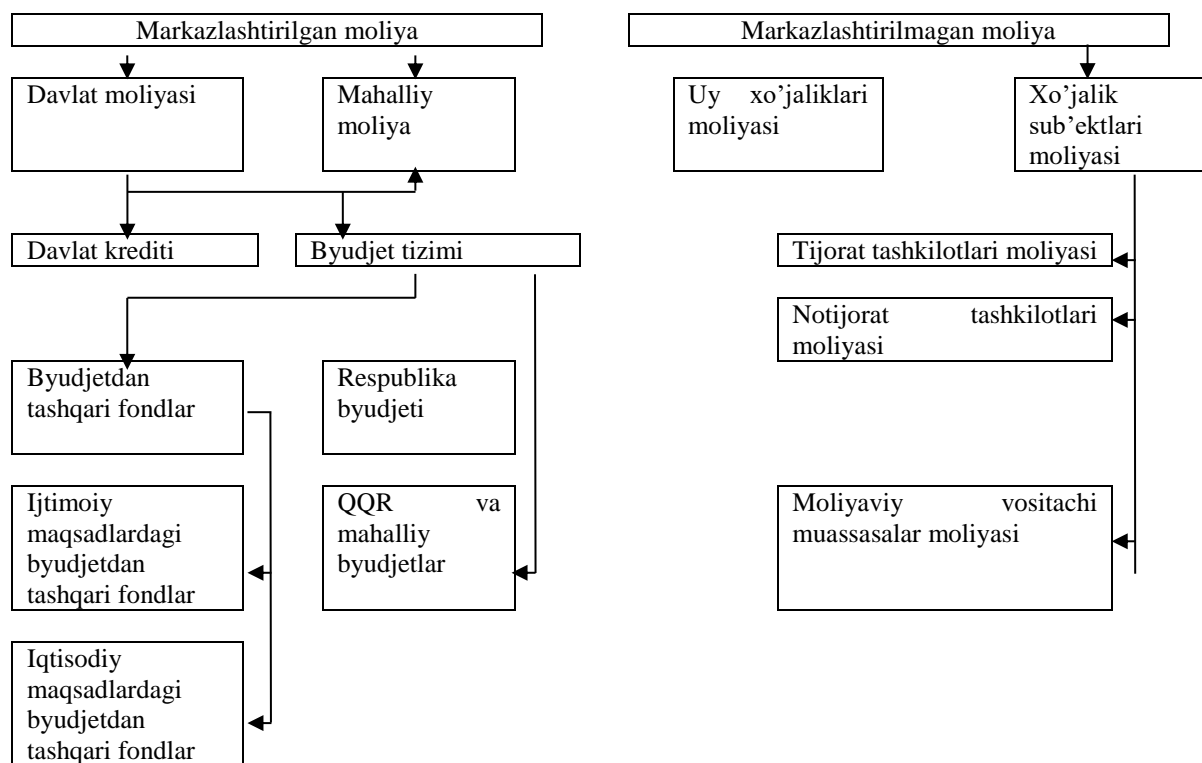 Markazlashtirilgan moliya
Markazlashtirilmagan moliya
Davlat moliyasi
Mahalliy
moliya
Uy xo’jaliklari
moliyasi
Xo’jalik
sub’ektlari
moliyasi
Davlat krediti
Byudjet tizimi
Tijorat tashkilotlari moliyasi
Notijorat tashkilotlari
moliyasi
Byudjetdan
tashqari fondlar
Respublika
byudjeti
Ijtimoiy
maqsadlardagi
byudjetdan
tashqari fondlar
QQR va
mahalliy
byudjetlar
Moliyaviy vositachi
muassasalar moliyasi
Iqtisodiy
maqsadlardagi
byudjetdan
tashqari fondlar